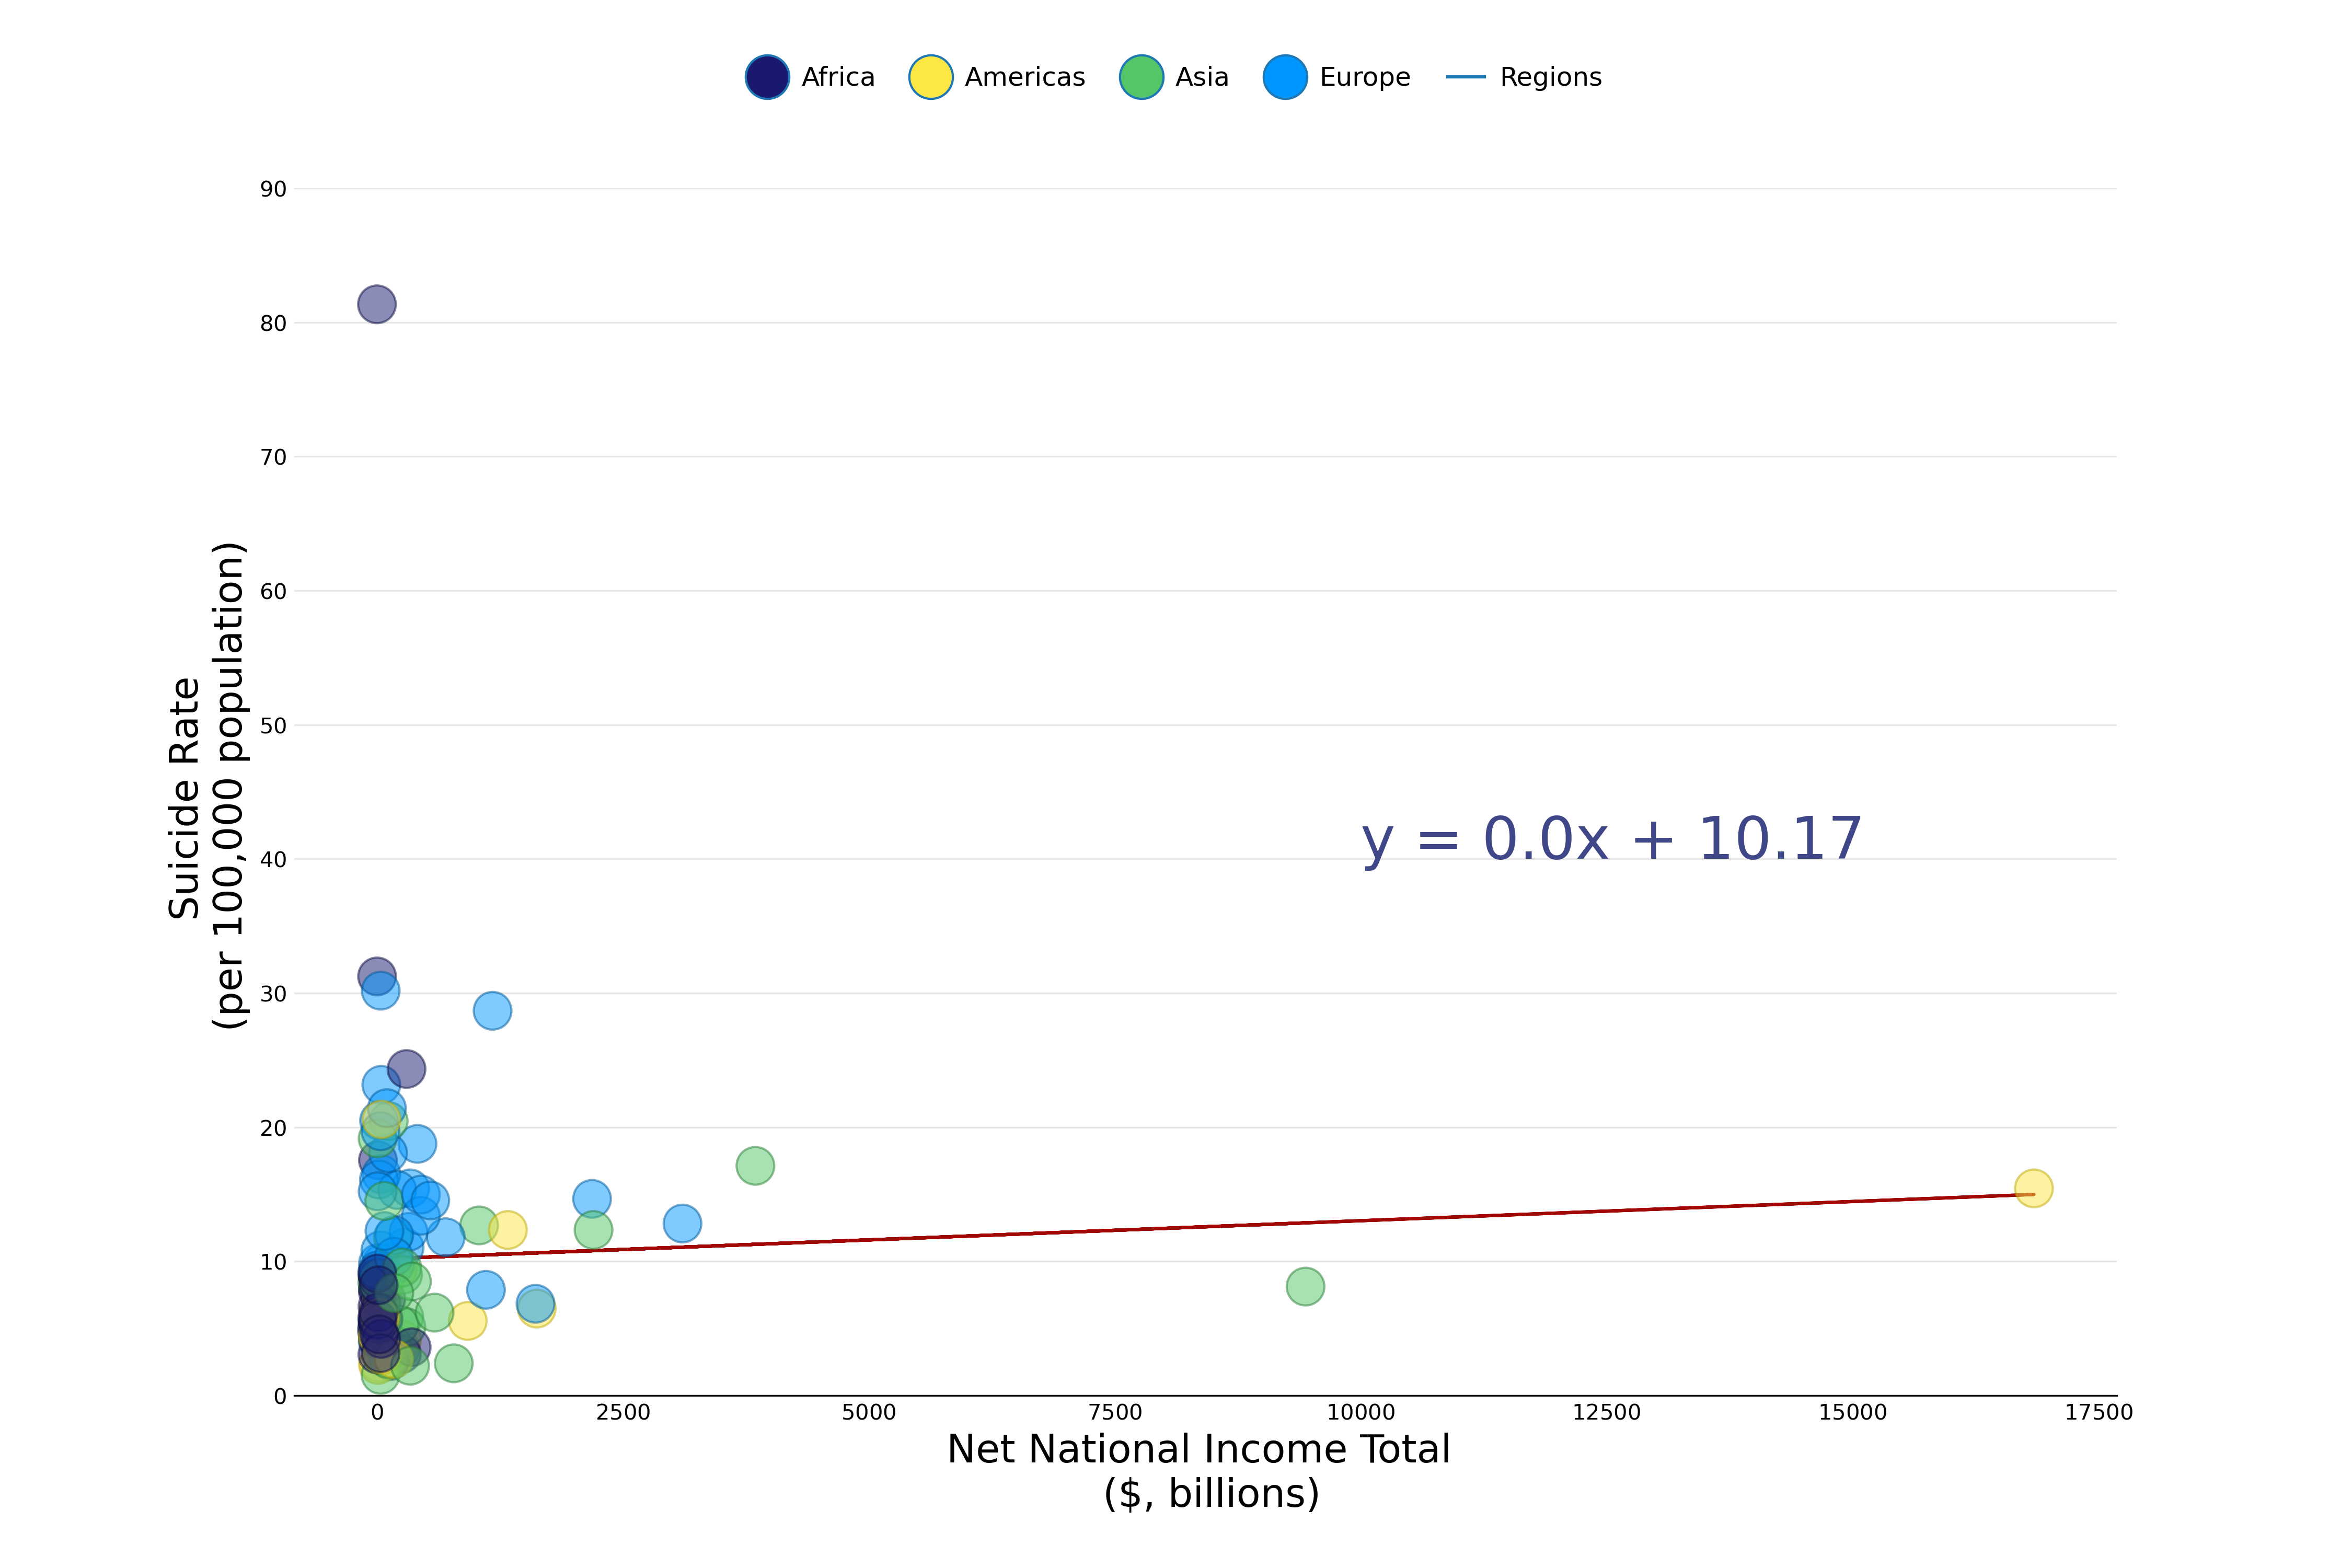 Africa Americas Asia Europe Regions
90
80
70
60
50
40
30
20
10
0
Suicide Rate
(per 100,000 population)
y = 0.0x + 10.17
0 2500 5000 7500 10000 12500 15000 17500
Net National Income Total
($, billions)